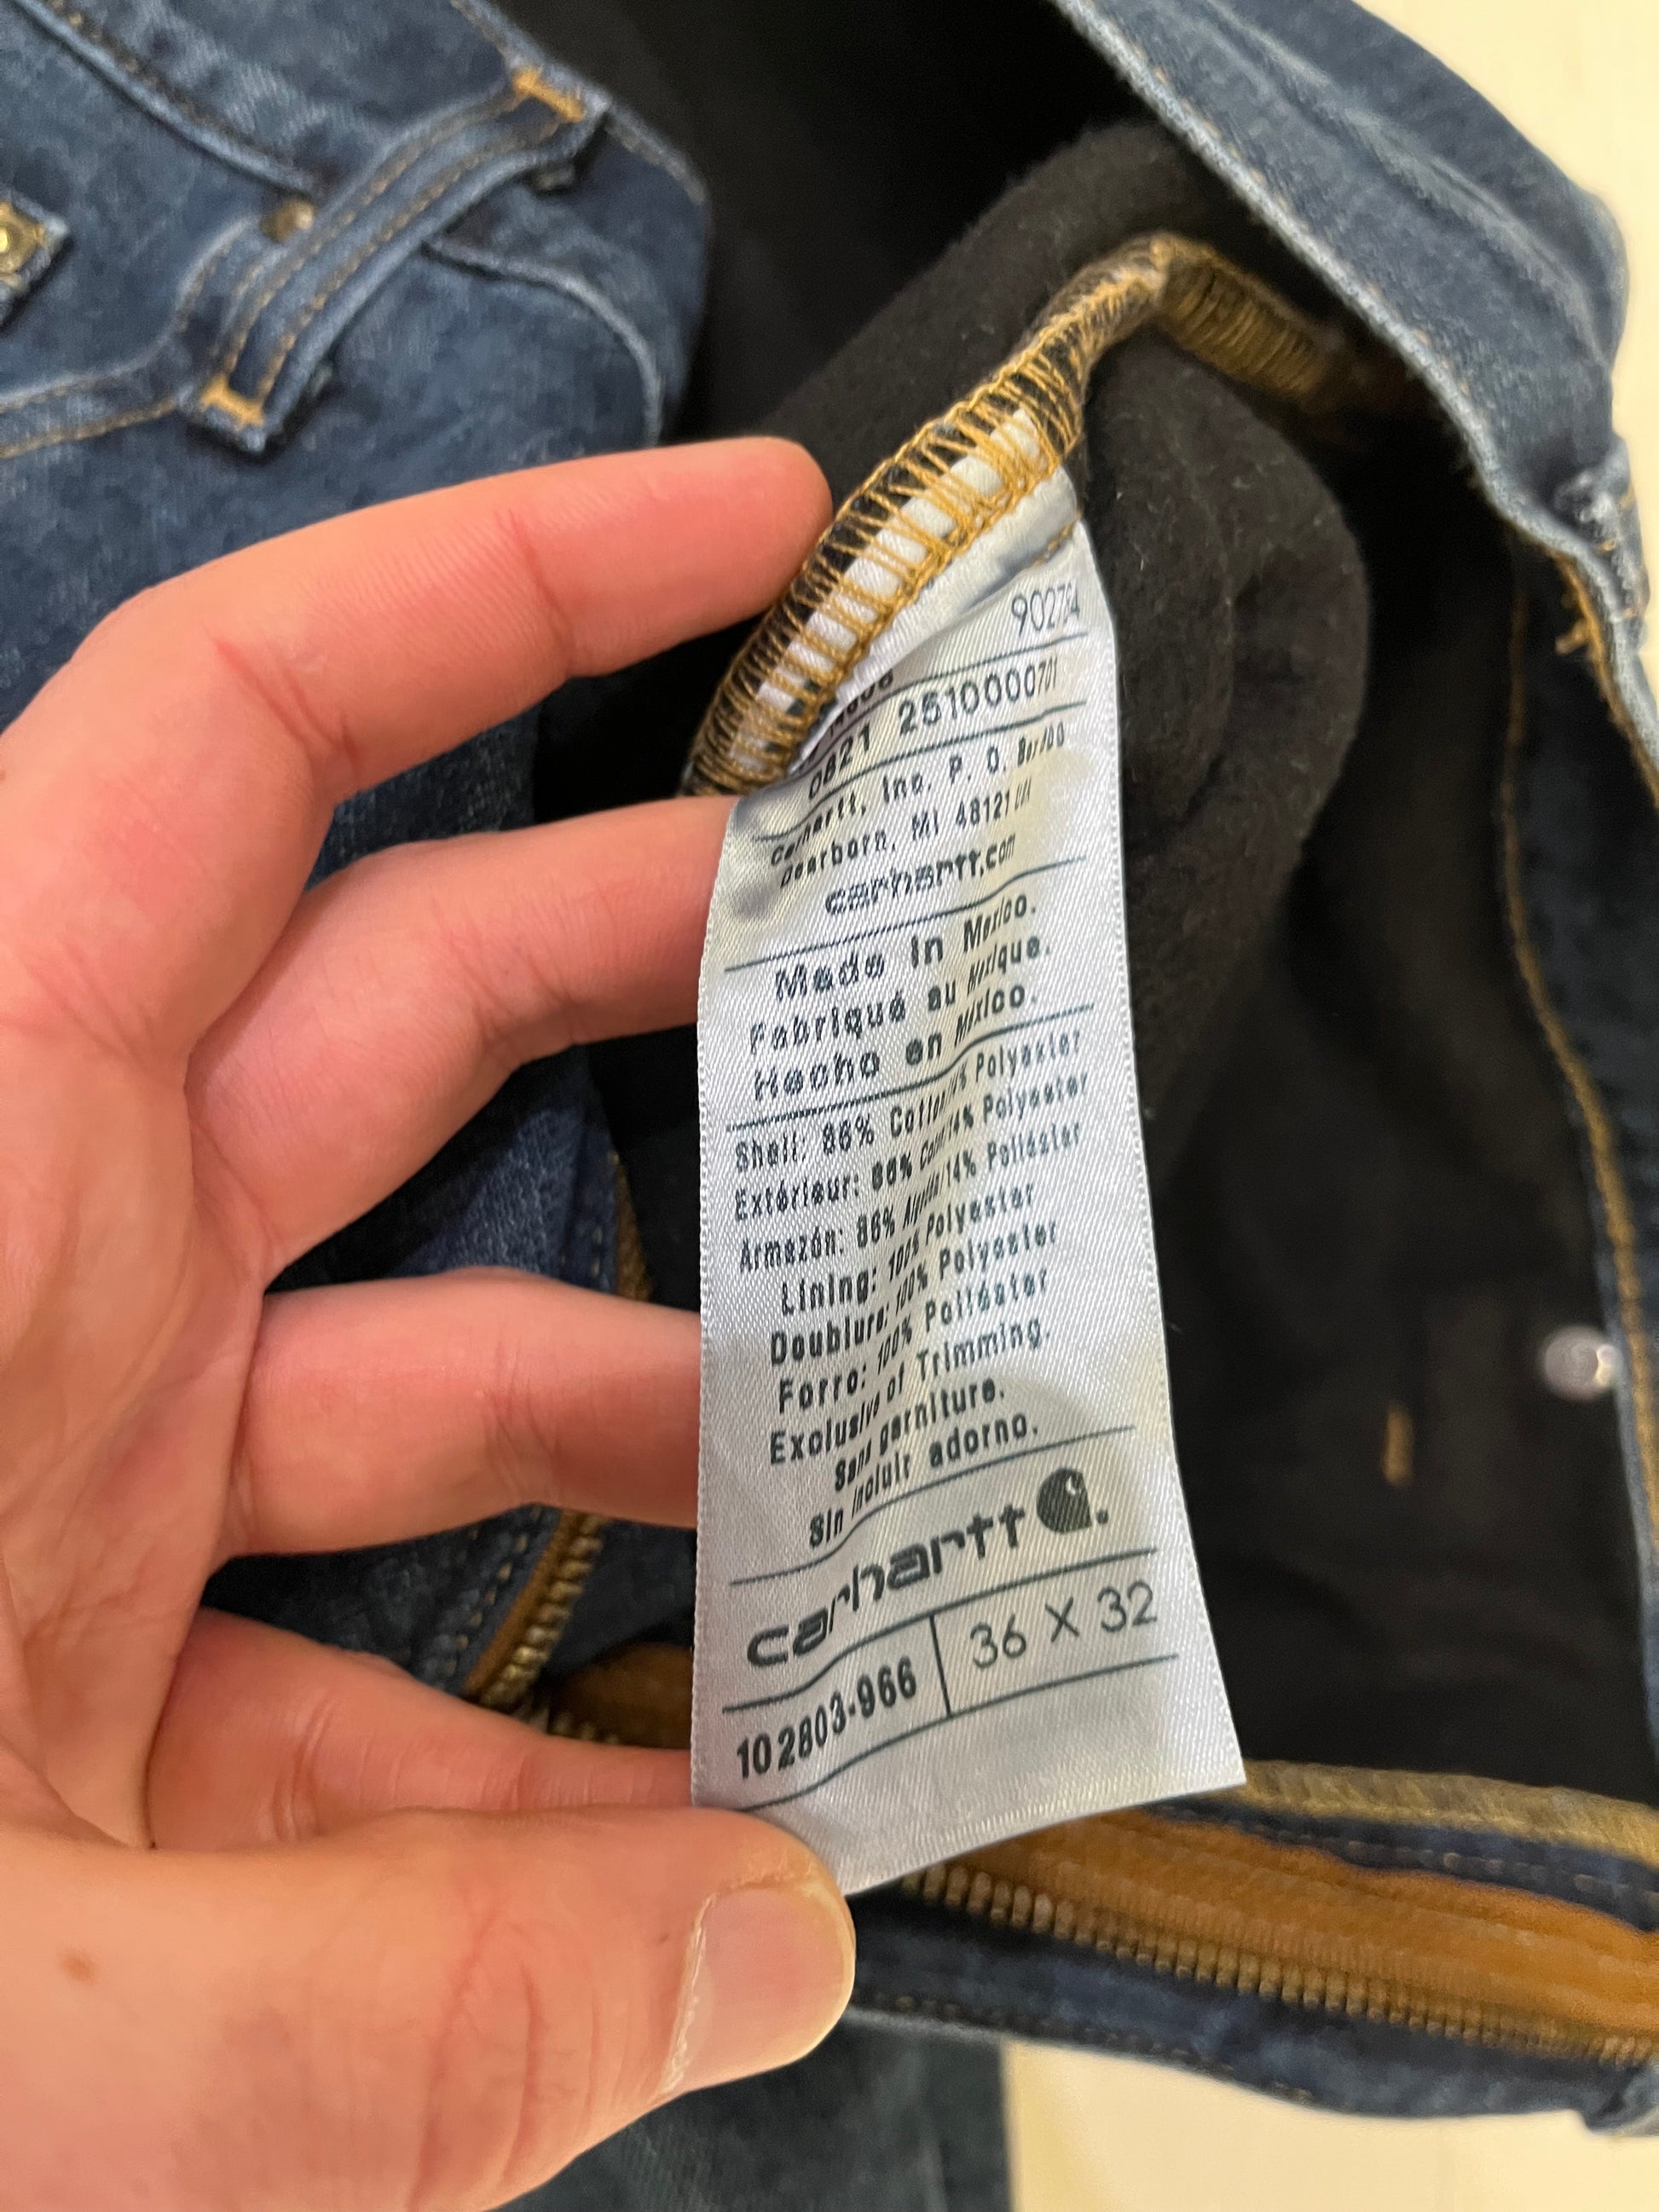 0821 2510000701
Carhartt, Inc. P. O. Box
Dearborn, MI 48121 USA
carhartt.com
Made in Mexico.
Fabriqué au Mexique.
Hecho en Mexico.
Shell: 86% Cotton/14% Polyester
Extérieur: 86% Coton/14% Polyester
Armazón: 86% Algodón/14% Poliéster
Lining: 100% Polyester
Doublure: 100% Polyester
Forro: 100% Poliéster
Exclusive of Trimming.
Sans garniture.
Sin incluir adorno.
carhartt
102803-966 36 X 32